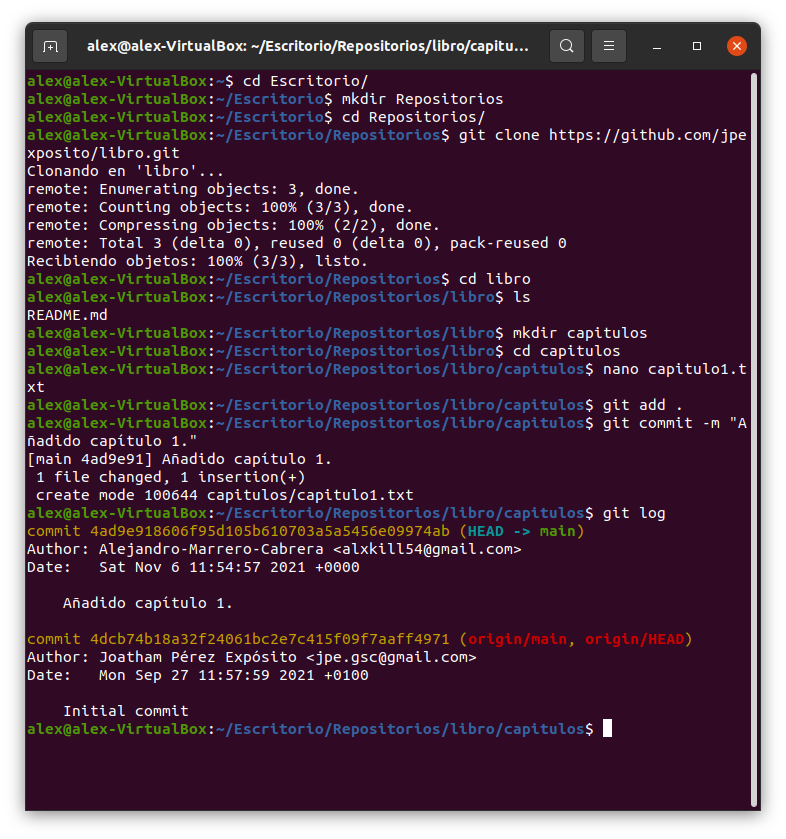 alex@alex-VirtualBox: ~/Escritorio/Repositorios/libro/capitu...
alex@alex-VirtualBox:~$ cd Escritorio/
alex@alex-VirtualBox:~/Escritorio$ mkdir Repositorios
alex@alex-VirtualBox:~/Escritorio$ cd Repositorios/
alex@alex-VirtualBox:~/Escritorio/Repositorios$ git clone https://github.com/jpe
xposito/libro.git
Clonando en 'libro'...
remote: Enumerating objects: 3, done.
remote: Counting objects: 100% (3/3), done.
remote: Compressing objects: 100% (2/2), done.
remote: Total 3 (delta 0), reused 0 (delta 0), pack-reused 0
Recibiendo objetos: 100% (3/3), listo.
alex@alex-VirtualBox:~/Escritorio/Repositorios$ cd libro
alex@alex-VirtualBox:~/Escritorio/Repositorios/libro$ ls
README.md
alex@alex-VirtualBox:~/Escritorio/Repositorios/libro$ mkdir capitulos
alex@alex-VirtualBox:~/Escritorio/Repositorios/libro$ cd capitulos
alex@alex-VirtualBox:~/Escritorio/Repositorios/libro/capitulos$ nano capitulo1.t
xt
alex@alex-VirtualBox:~/Escritorio/Repositorios/libro/capitulos$ git add .
alex@alex-VirtualBox:~/Escritorio/Repositorios/libro/capitulos$ git commit -m "A
ñadido capítulo 1."
[main 4ad9e91] Añadido capítulo 1.
 1 file changed, 1 insertion(+)
 create mode 100644 capitulos/capitulo1.txt
alex@alex-VirtualBox:~/Escritorio/Repositorios/libro/capitulos$ git log
commit 4ad9e918606f95d105b610703a5a5456e09974ab (HEAD -> main)
Author: Alejandro-Marrero-Cabrera <alxkill54@gmail.com>
Date:   Sat Nov 6 11:54:57 2021 +0000

    Añadido capítulo 1.

commit 4dcb74b18a32f24061bc2e7c415f09f7aaff4971 (origin/main, origin/HEAD)
Author: Joatham Pérez Expósito <jpe.gsc@gmail.com>
Date:   Mon Sep 27 11:57:59 2021 +0100

    Initial commit
alex@alex-VirtualBox:~/Escritorio/Repositorios/libro/capitulos$